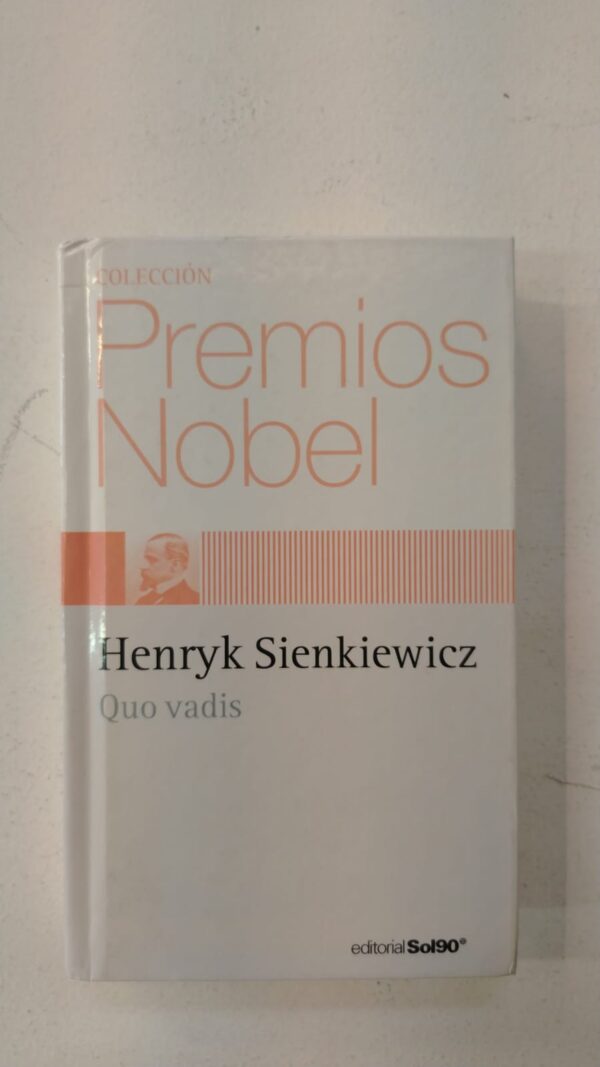 COLECCIÓN
Premios
Nobel
Henryk Sienkiewicz
Quo vadis
editorial Sol90®